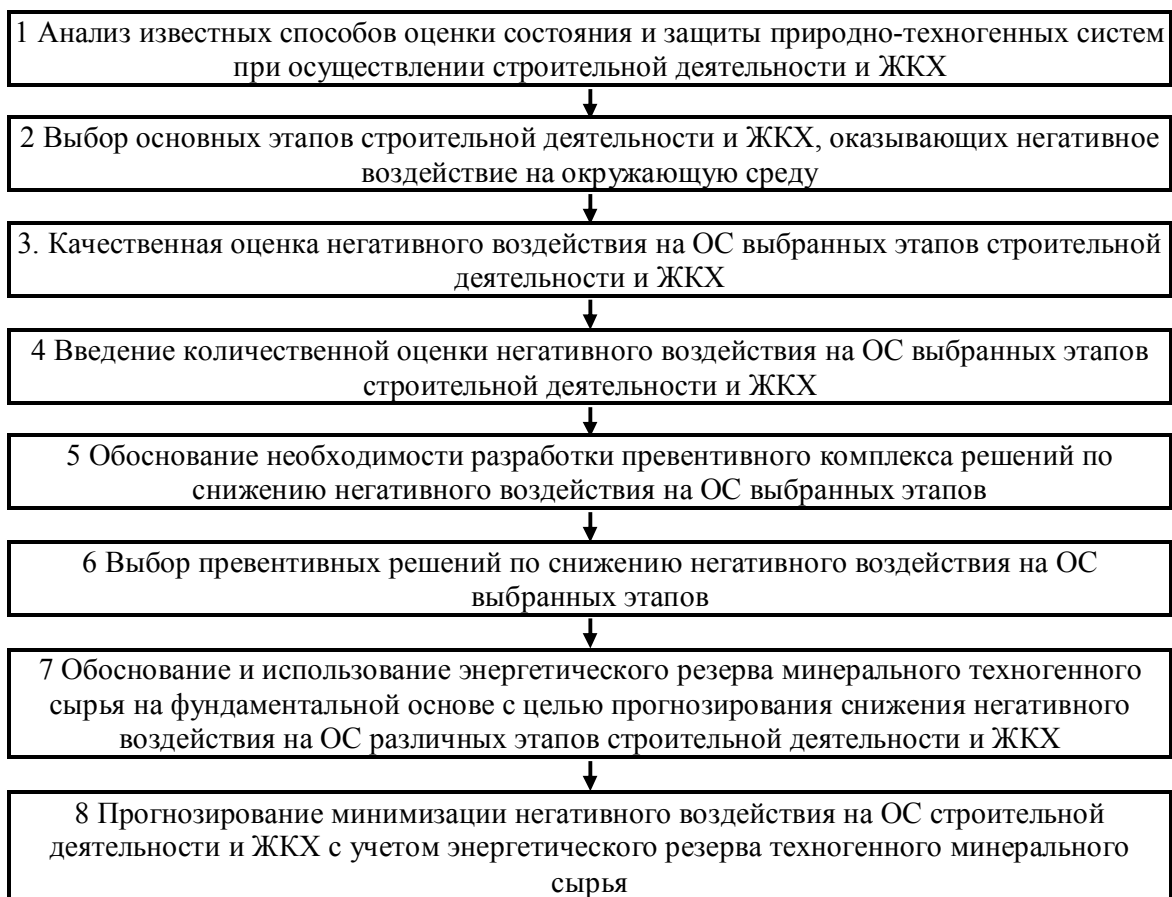 1 Анализ известных способов оценки состояния и защиты природно-техногенных систем
при осуществлении строительной деятельности и ЖКХ
2 Выбор основных этапов строительной деятельности и ЖКХ, оказывающих негативное
воздействие на окружающую среду
3. Качественная оценка негативного воздействия на ОС выбранных этапов строительной
деятельности и ЖКХ
4 Введение количественной оценки негативного воздействия на ОС выбранных этапов
строительной деятельности и ЖКХ
5 Обоснование необходимости разработки превентивного комплекса решений по
снижению негативного воздействия на ОС выбранных этапов
6 Выбор превентивных решений по снижению негативного воздействия на ОС
выбранных этапов
7 Обоснование и использование энергетического резерва минерального техногенного
сырья на фундаментальной основе с целью прогнозирования снижения негативного
воздействия на ОС различных этапов строительной деятельности и ЖКХ
8 Прогнозирование минимизации негативного воздействия на ОС строительной
деятельности и ЖКХ с учетом энергетического резерва техногенного минерального
сырья